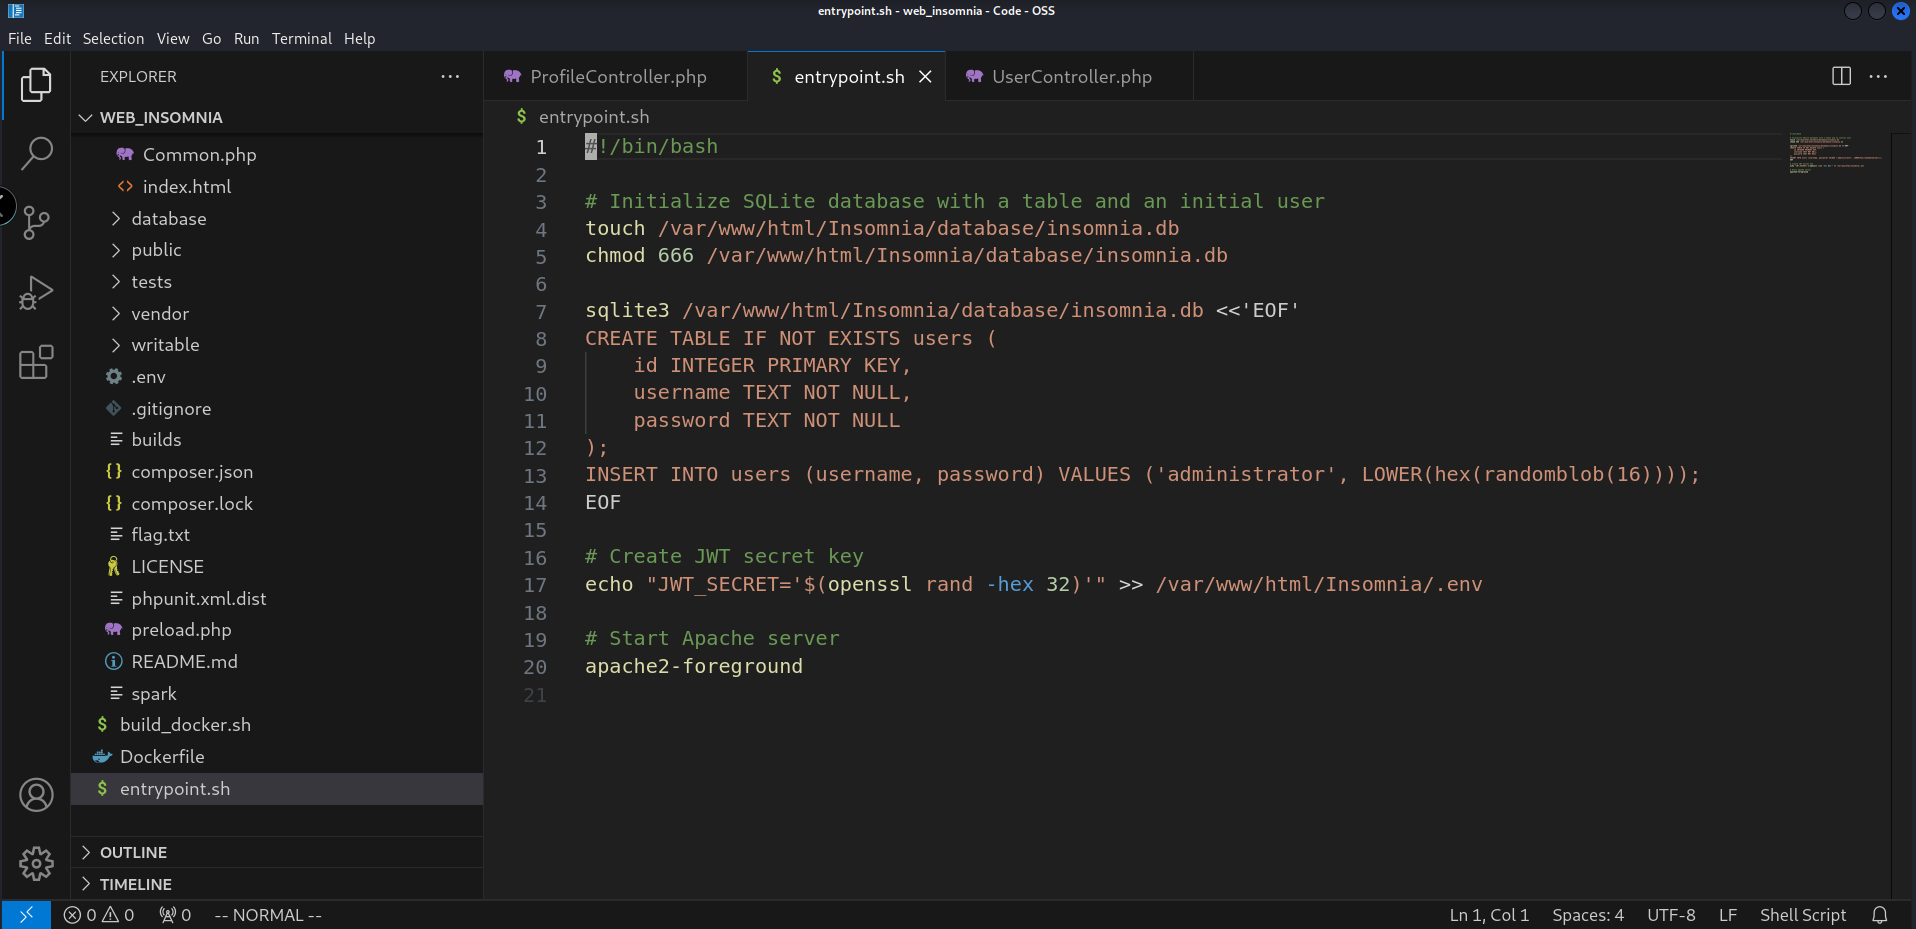 entrypoint.sh - web_insomnia - Code - OSS
File Edit Selection View Go Run Terminal Help
EXPLORER
WEB_INSOMNIA
Common.php
index.html
database
public
tests
vendor
writable
.env
.gitignore
builds
composer.json
composer.lock
flag.txt
LICENSE
phpunit.xml.dist
preload.php
README.md
spark
build_docker.sh
Dockerfile
entrypoint.sh
OUTLINE
TIMELINE
ProfileController.php entrypoint.sh UserController.php
$ entrypoint.sh
1 #!/bin/bash
2
3 # Initialize SQLite database with a table and an initial user
4 touch /var/www/html/Insomnia/database/insomnia.db
5 chmod 666 /var/www/html/Insomnia/database/insomnia.db
6
7 sqlite3 /var/www/html/Insomnia/database/insomnia.db <<'EOF'
8 CREATE TABLE IF NOT EXISTS users (
9     id INTEGER PRIMARY KEY,
10     username TEXT NOT NULL,
11     password TEXT NOT NULL
12 );
13 INSERT INTO users (username, password) VALUES ('administrator', LOWER(hex(randomblob(16))));
14 EOF
15
16 # Create JWT secret key
17 echo "JWT_SECRET='$(openssl rand -hex 32)'" >> /var/www/html/Insomnia/.env
18
19 # Start Apache server
20 apache2-foreground
21
0 0 0 -- NORMAL -- Ln 1, Col 1 Spaces: 4 UTF-8 LF Shell Script